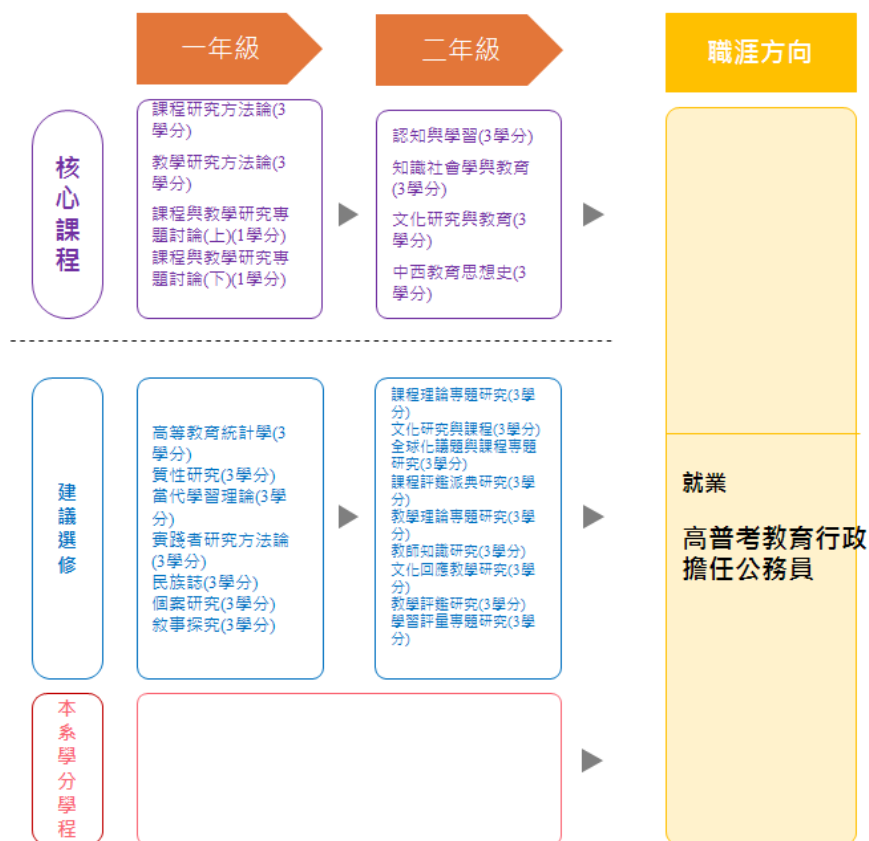 一年級
二年級
職涯方向
核心課程
課程研究方法論(3
學分)
教學研究方法論(3
學分)
課程與教學研究專
題討論(上)(1學分)
課程與教學研究專
題討論(下)(1學分)
認知與學習(3學分)
知識社會學與教育
(3學分)
文化研究與教育(3
學分)
中西教育思想史(3
學分)
建議選修
高等教育統計學(3
學分)
質性研究(3學分)
當代學習理論(3學
分)
實踐者研究方法論
(3學分)
民族誌(3學分)
個案研究(3學分)
敘事探究(3學分)
課程理論專題研究(3學
分)
文化研究與課程(3學分)
全球化議題與課程專題
研究(3學分)
課程評鑑派典研究(3學
分)
教學理論專題研究(3學
分)
教師知識研究(3學分)
文化回應教學研究(3學
分)
教學評鑑研究(3學分)
學習評量專題研究(3學
分)
就業
高普考教育行政
擔任公務員
本系學分學程